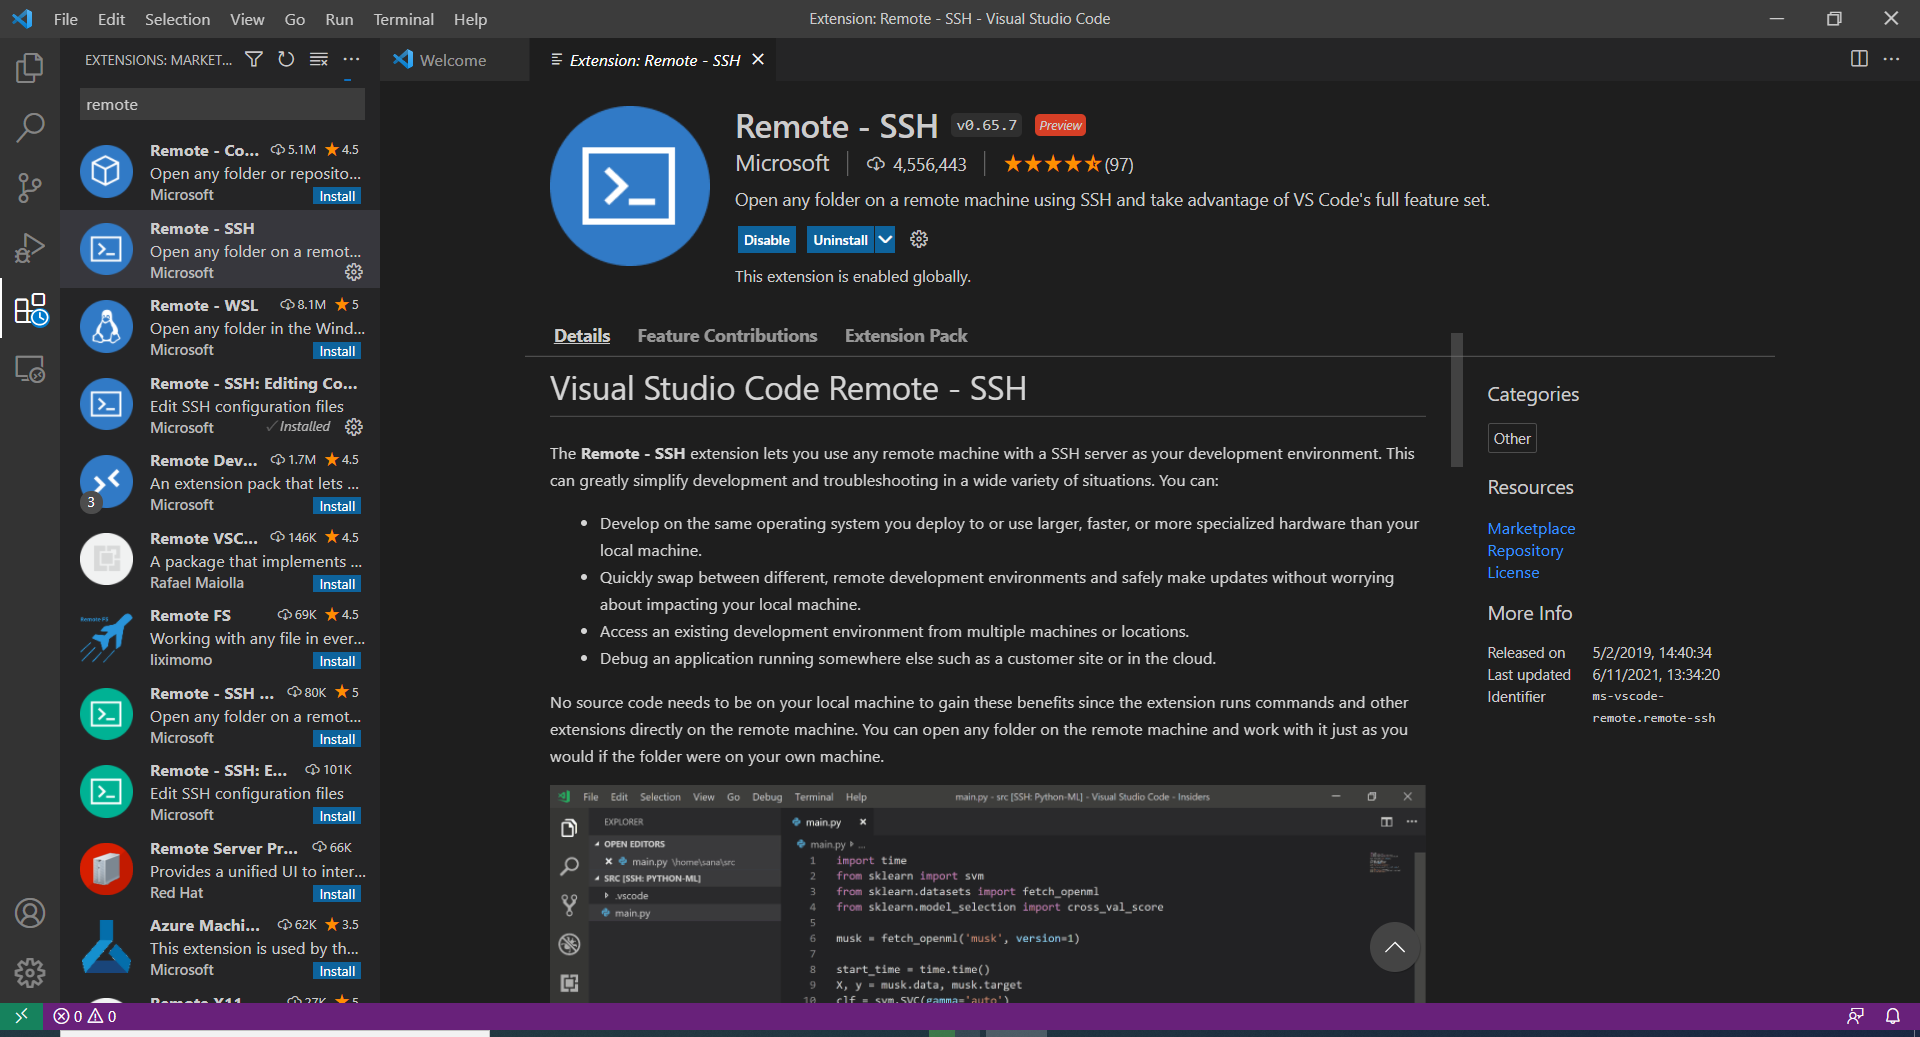 File Edit Selection View Go Run Terminal Help
Extension: Remote - SSH - Visual Studio Code
EXTENSIONS: MARKET...
remote
Remote - Co... 5.1M 4.5
Open any folder or reposito...
Microsoft Install
Remote - SSH
Open any folder on a remot...
Microsoft
Remote - WSL 8.1M 5
Open any folder in the Wind...
Microsoft Install
Remote - SSH: Editing Co...
Edit SSH configuration files
Microsoft Installed
Remote Dev... 1.7M 4.5
An extension pack that lets ...
3
Microsoft Install
Remote VSC... 146K 4.5
A package that implements ...
Rafael Maiolla Install
Remote FS
Remote FS 69K 4.5
Working with any file in ever...
liximomo Install
Remote - SSH ... 80K 5
Open any folder on a remot...
Microsoft Install
Remote - SSH: E... 101K
Edit SSH configuration files
Microsoft Install
Remote Server Pr... 66K
Provides a unified UI to inter...
Red Hat Install
Azure Machi... 62K 3.5
This extension is used by th...
Microsoft Install
Remote X11 27K 5
Welcome
Extension: Remote - SSH
Remote - SSH v0.65.7 Preview
Microsoft 4,556,443 (97)
Open any folder on a remote machine using SSH and take advantage of VS Code's full feature set.
Disable Uninstall
This extension is enabled globally.
Details Feature Contributions Extension Pack
Visual Studio Code Remote - SSH
The Remote - SSH extension lets you use any remote machine with a SSH server as your development environment. This
can greatly simplify development and troubleshooting in a wide variety of situations. You can:
• Develop on the same operating system you deploy to or use larger, faster, or more specialized hardware than your
local machine.
• Quickly swap between different, remote development environments and safely make updates without worrying
about impacting your local machine.
• Access an existing development environment from multiple machines or locations.
• Debug an application running somewhere else such as a customer site or in the cloud.
No source code needs to be on your local machine to gain these benefits since the extension runs commands and other
extensions directly on the remote machine. You can open any folder on the remote machine and work with it just as you
would if the folder were on your own machine.
File Edit Selection View Go Debug Terminal Help
main.py - src [SSH: Python-ML] - Visual Studio Code - Insiders
EXPLORER
OPEN EDITORS
main.py \home\sana\src
SRC [SSH: PYTHON-ML]
.vscode
main.py
main.py
main.py ...
1 import time
2 from sklearn import svm
3 from sklearn.datasets import fetch_openml
4 from sklearn.model_selection import cross_val_score
5
6 musk = fetch_openml('musk', version=1)
7
8 start_time = time.time()
9 X, y = musk.data, musk.target
10 clf = svm.SVC(gamma='auto')
Categories
Other
Resources
Marketplace
Repository
License
More Info
Released on 5/2/2019, 14:40:34
Last updated 6/11/2021, 13:34:20
Identifier ms-vscode-
remote.remote-ssh
0 0